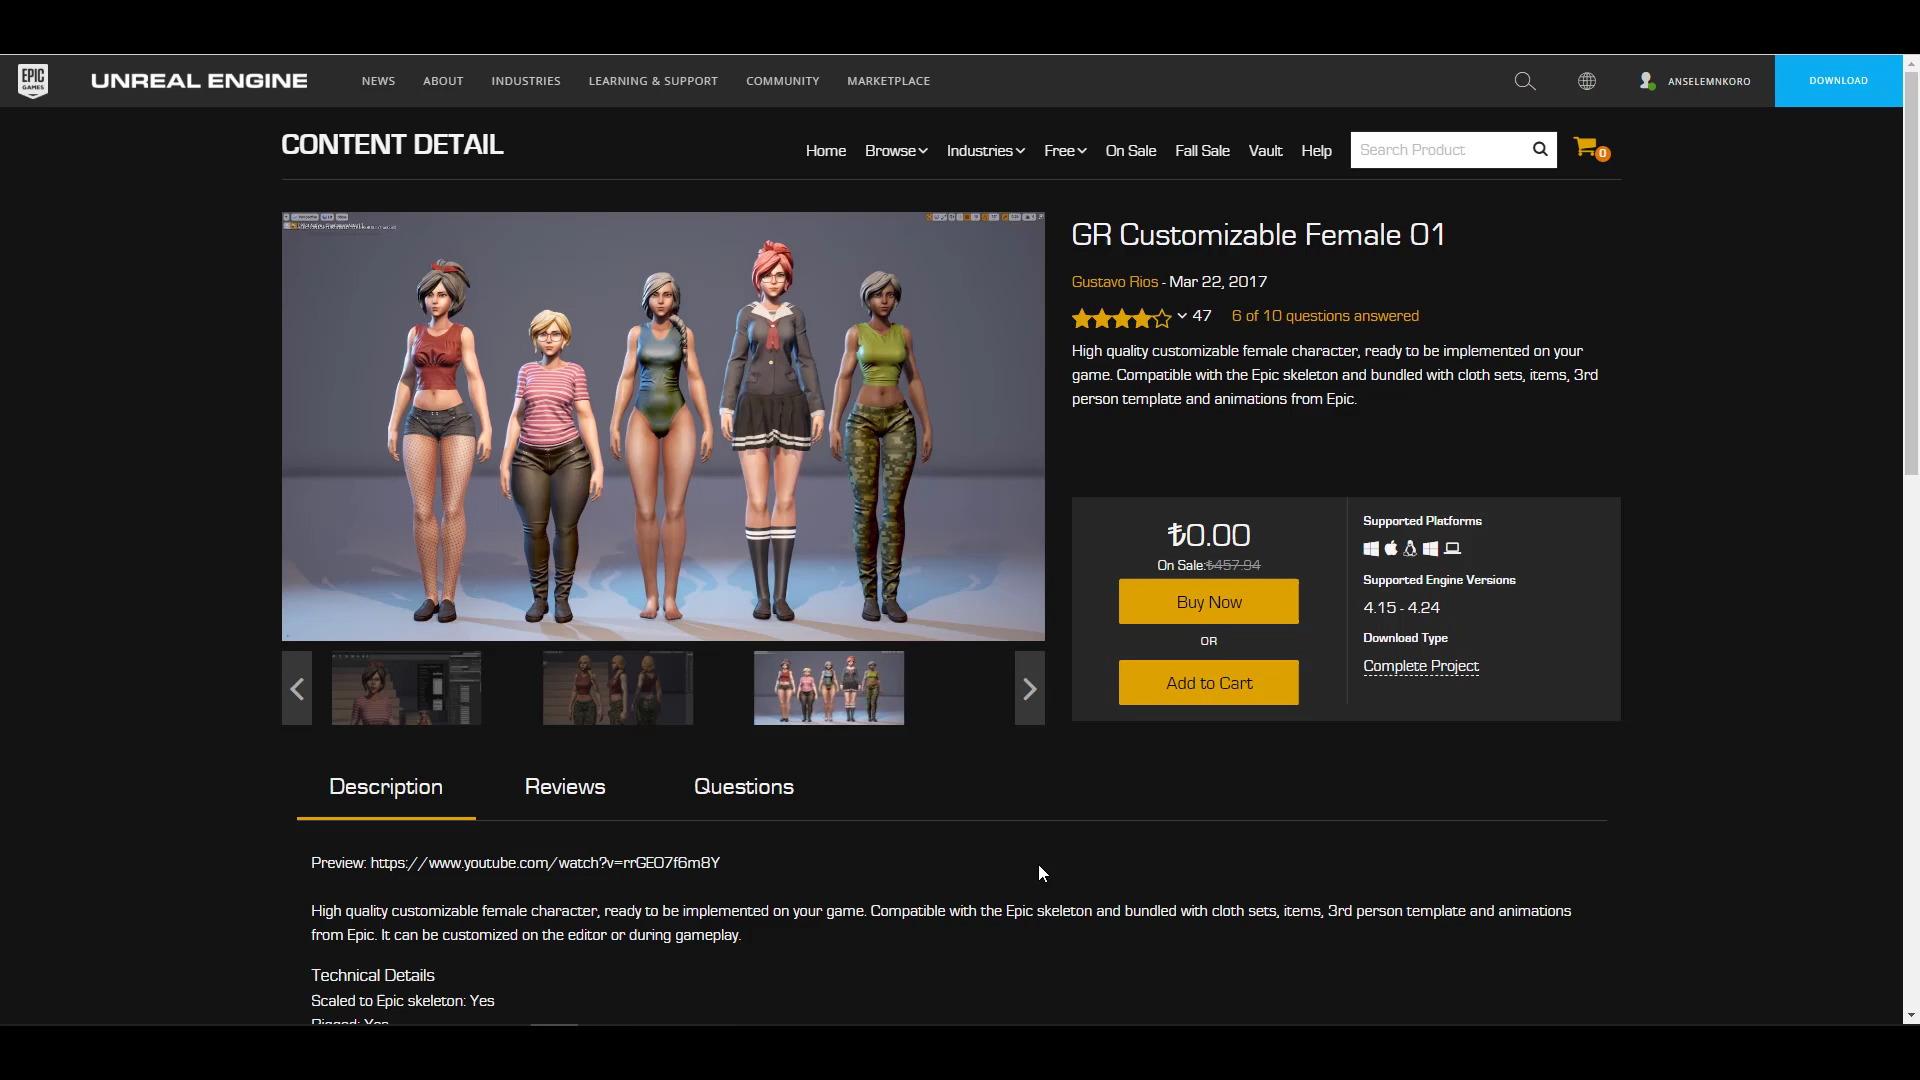 EPIC
GAMES
UNREAL ENGINE
NEWS
ABOUT
INDUSTRIES
LEARNING & SUPPORT
COMMUNITY
MARKETPLACE
ANSELEMNKORO
DOWNLOAD
CONTENT DETAIL
Home
Browse
Industries
Free
On Sale
Fall Sale
Vault
Help
Search Product
0
GR Customizable Female 01
Gustavo Rios - Mar 22, 2017
47
6 of 10 questions answered
High quality customizable female character, ready to be implemented on your
game. Compatible with the Epic skeleton and bundled with cloth sets, items, 3rd
person template and animations from Epic.
₺0.00
On Sale:₺457.94
Buy Now
OR
Add to Cart
Supported Platforms
Supported Engine Versions
4.15 - 4.24
Download Type
Complete Project
Description
Reviews
Questions
Preview: https://www.youtube.com/watch?v=rrGEO7f6m8Y
High quality customizable female character, ready to be implemented on your game. Compatible with the Epic skeleton and bundled with cloth sets, items, 3rd person template and animations
from Epic. It can be customized on the editor or during gameplay.
Technical Details
Scaled to Epic skeleton: Yes
Rigged: Yes